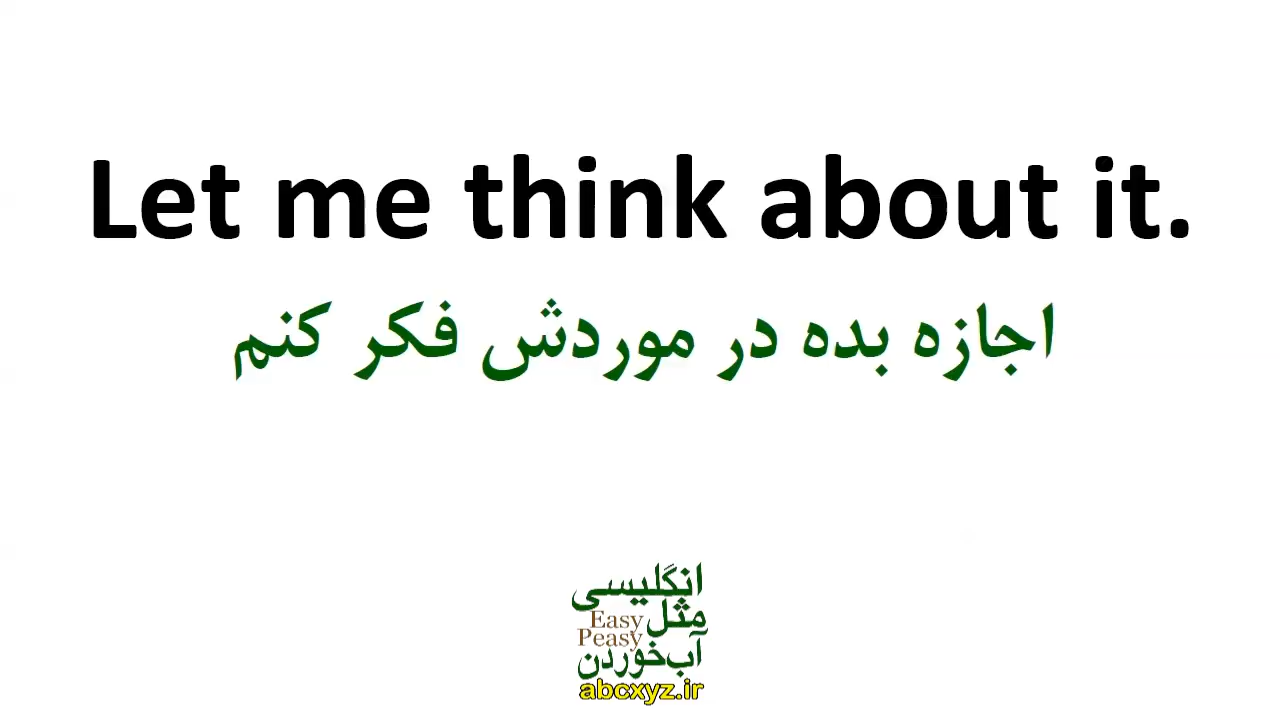 Let me think about it.
اجازه بده در موردش فکر کنم
انگلیسی
مثل
Easy
Peasy
آب‌خوردن
abcxyz.ir